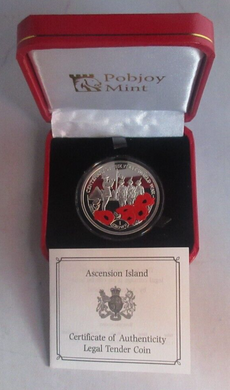 Pobjoy
Mint
Ascension Island
Certificate of Authenticity
Legal Tender Coin